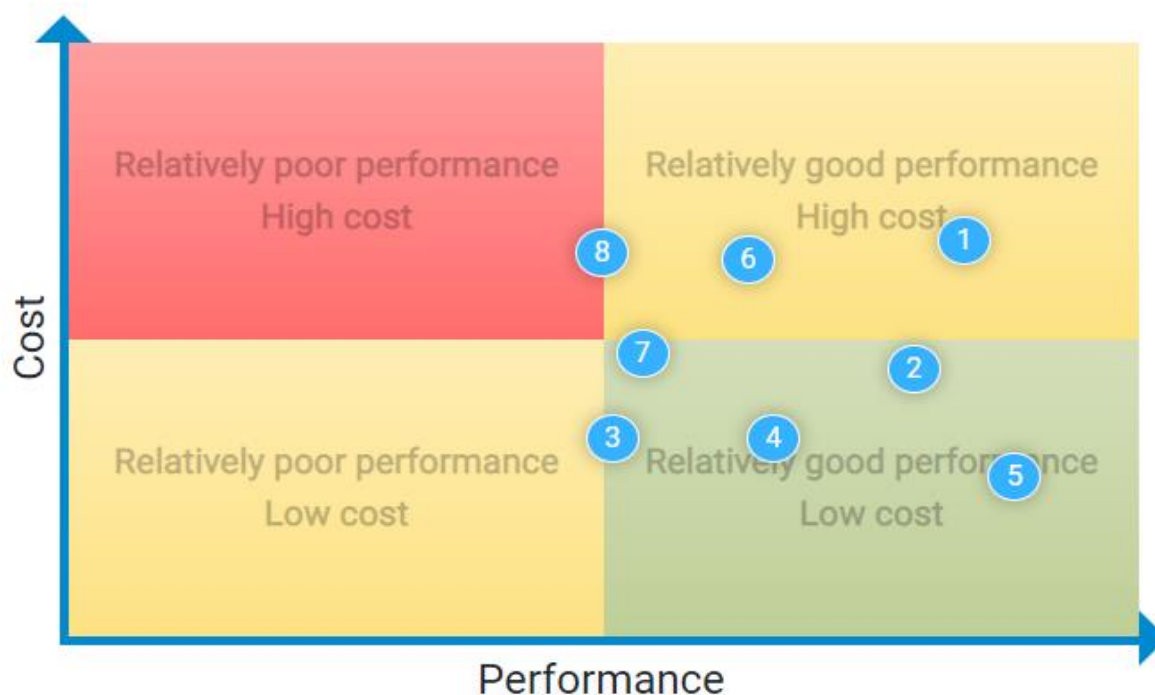 Relatively poor performance
High cost
Relatively good performance
High cost
8
6
1
Cost
7
2
3
4
5
Relatively poor performance
Low cost
Relatively good performance
Low cost
Performance